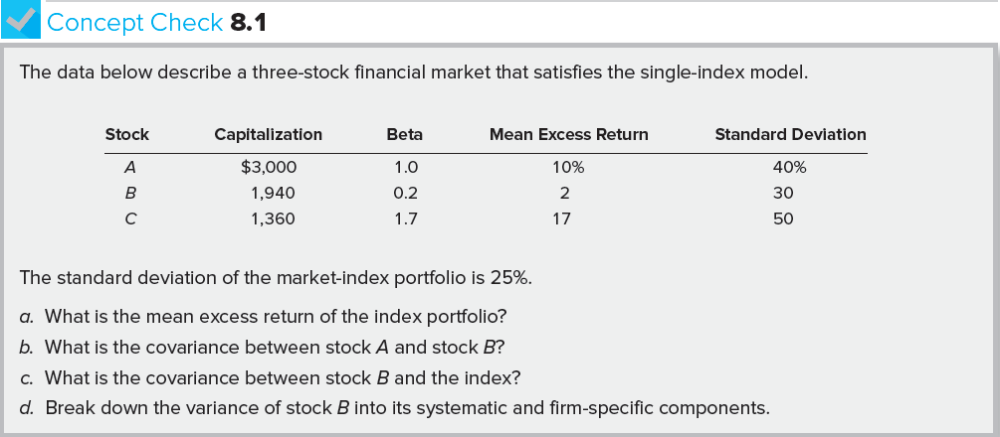 Concept Check 8.1
The data below describe a three-stock financial market that satisfies the single-index model.
Stock Capitalization Beta Mean Excess Return Standard Deviation
A $3,000 1.0 10% 40%
B 1,940 0.2 2 30
C 1,360 1.7 17 50
The standard deviation of the market-index portfolio is 25%.
a. What is the mean excess return of the index portfolio?
b. What is the covariance between stock A and stock B?
c. What is the covariance between stock B and the index?
d. Break down the variance of stock B into its systematic and firm-specific components.